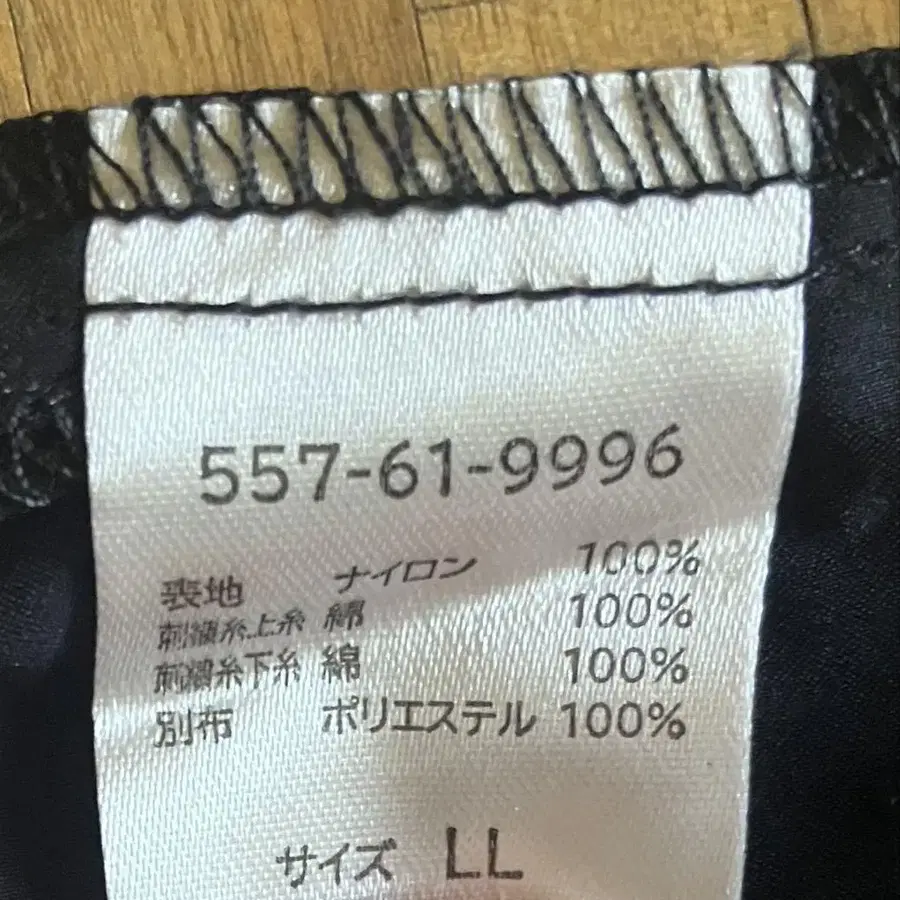 557-61-9996
表地 ナイロン 100%
刺繍糸上糸 綿 100%
刺繍糸下糸 綿 100%
別布 ポリエステル 100%
サイズ LL